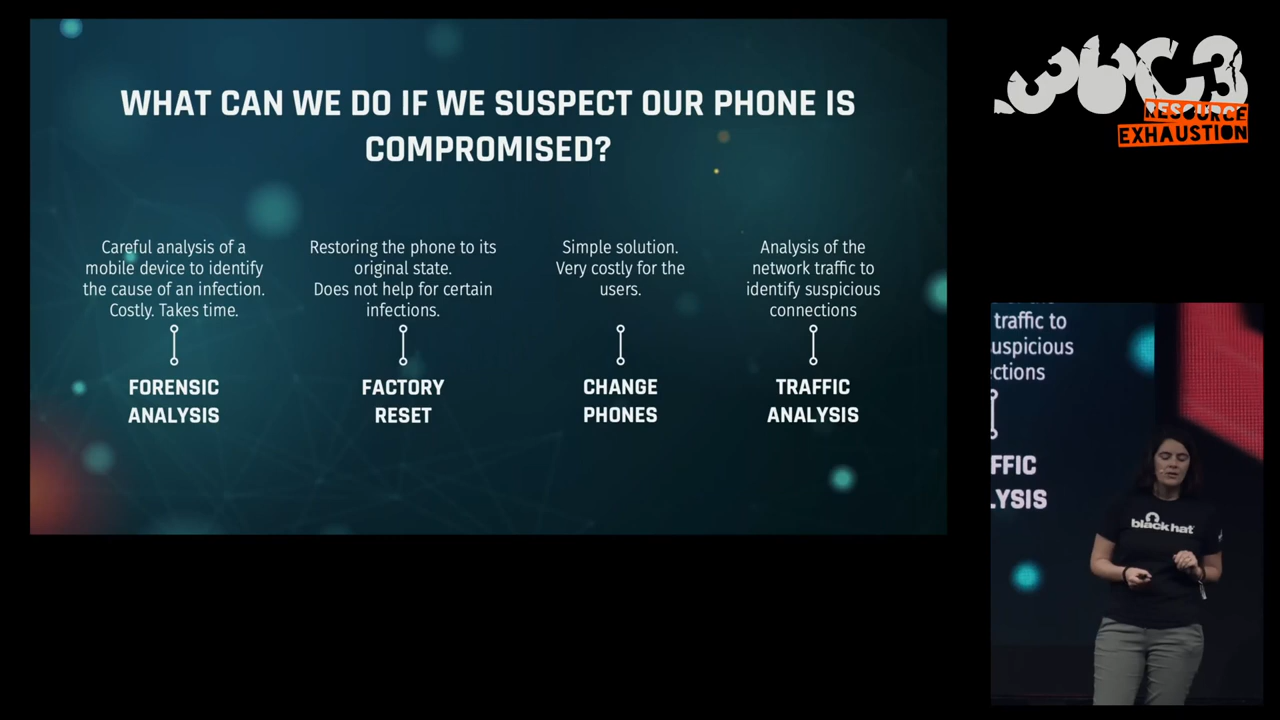 WHAT CAN WE DO IF WE SUSPECT OUR PHONE IS
COMPROMISED?
Careful analysis of a
mobile device to identify
the cause of an infection.
Costly. Takes time.
FORENSIC
ANALYSIS
Restoring the phone to its
original state.
Does not help for certain
infections.
FACTORY
RESET
Simple solution.
Very costly for the
users.
CHANGE
PHONES
Analysis of the
network traffic to
identify suspicious
connections
TRAFFIC
ANALYSIS
36C3
RESOURCE
EXHAUSTION
traffic to
uspicious
ctions
FFIC
LYSIS
black hat